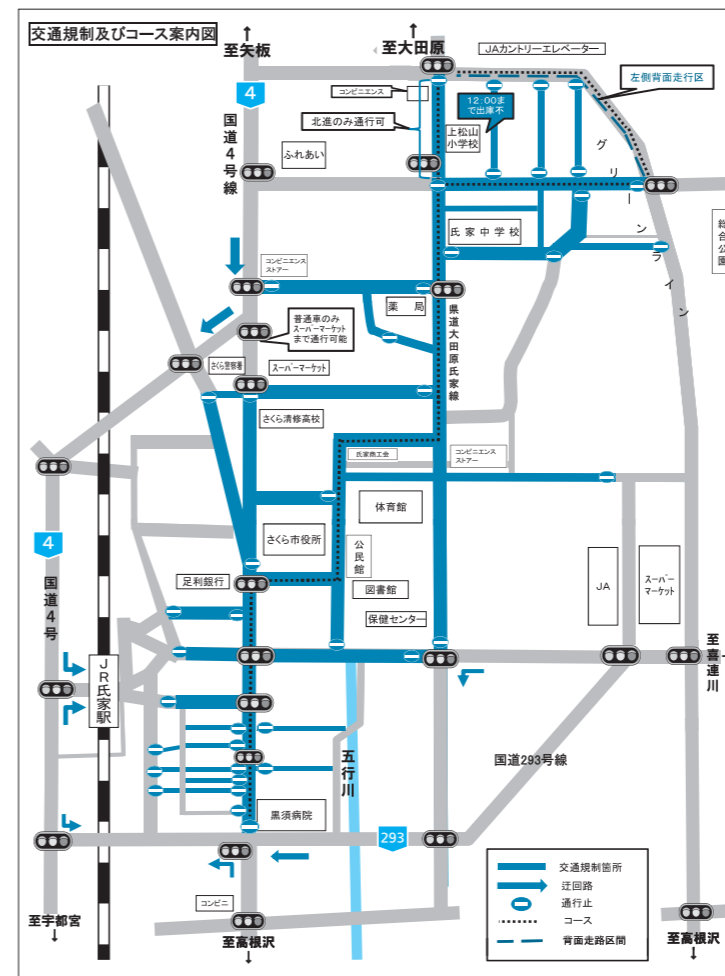 交通規制及びコース案内図
↑
至矢板
↑
至大田原
JAカントリーエレベーター
左側背面走行区
4
コンビニエンス
12:00ま
で出庫不
北進のみ通行可
国道4号線
上松山
小学校
ふれあい
グリーンライン
氏家中学校
総合公園
コンビニエンス
ストアー
薬局
普通車のみ
スーパーマーケット
まで通行可能
県道大田原氏家線
さくら警察署
スーパーマーケット
さくら清修高校
氏家商工会
コンビニエンス
ストアー
体育館
4
さくら市役所
公民館
国道4号
足利銀行
図書館
JA
スーパー
マーケット
保健センター
至喜連川
JR氏家駅
五行川
国道293号線
黒須病院
293
コンビニ
交通規制箇所
迂回路
通行止
コース
背面走路区間
至宇都宮
↓
至高根沢
↓
至高根沢
↓